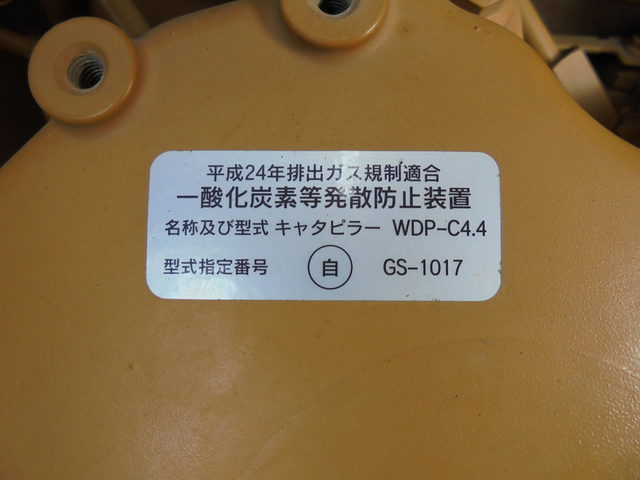 平成24年排出ガス規制適合
一酸化炭素等発散防止装置
名称及び型式 キャタピラー WDP-C4.4
型式指定番号 自 GS-1017